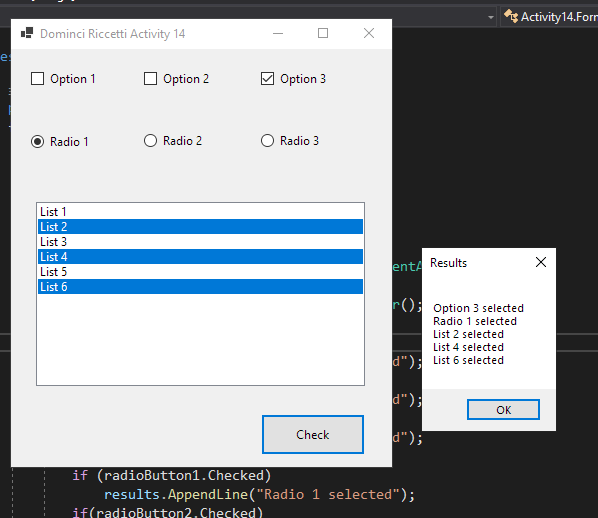 Activity14.Form
Dominci Riccetti Activity 14
Option 1
Option 2
Option 3
Radio 1
Radio 2
Radio 3
List 1
List 2
List 3
List 4
List 5
List 6
Check
Results
Option 3 selected
Radio 1 selected
List 2 selected
List 4 selected
List 6 selected
OK
r();
d");
d");
d");
if (radioButton1.Checked)
results.AppendLine("Radio 1 selected");
if(radioButton2.Checked)